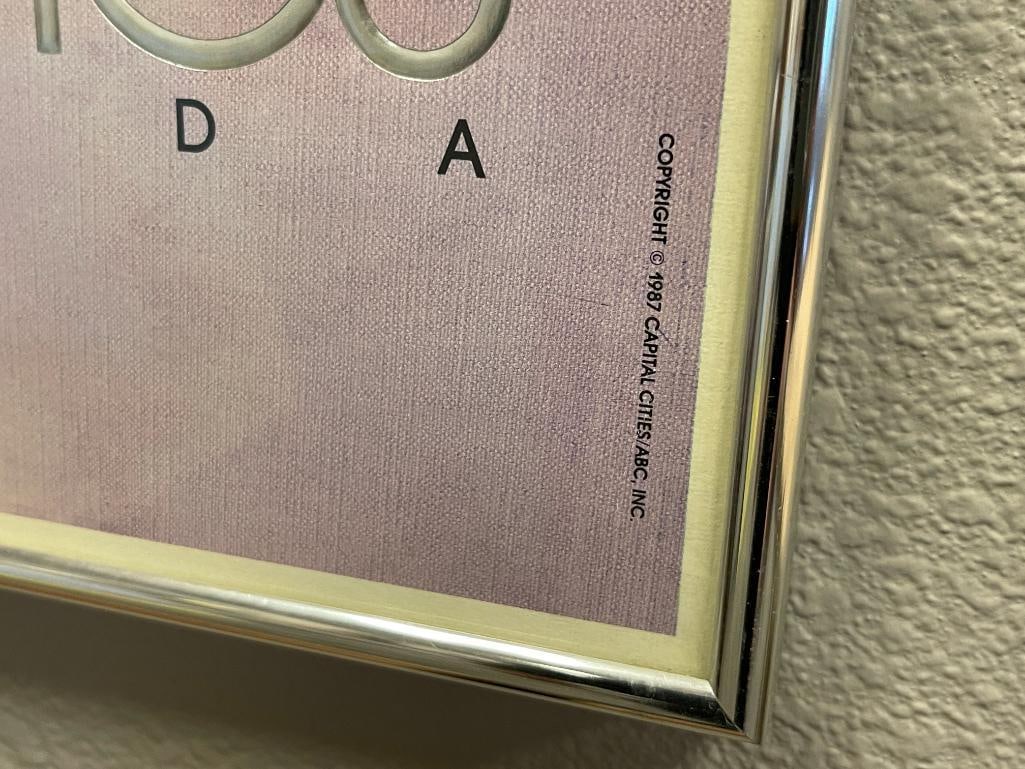 D A
COPYRIGHT © 1987 CAPITAL CITIES/ABC, INC.